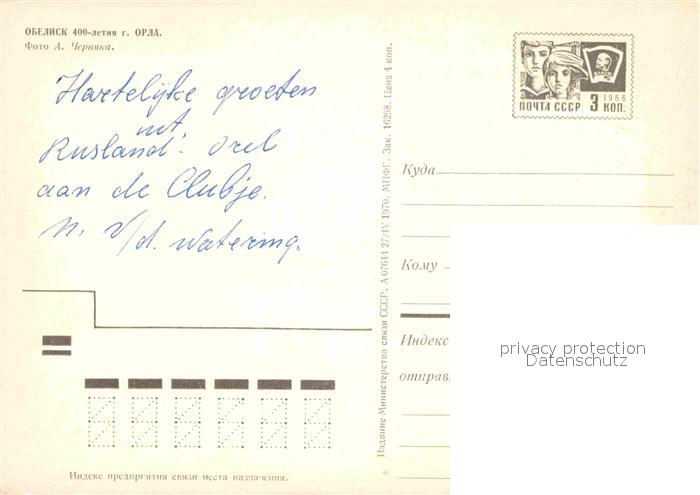 ОБЕЛИСК 400-летия г. ОРЛА.
Фото А. Черняка.
Hartelijke groeten
uit
Rusland: Orel
aan de Clubje.
N. v/d. Watering.
ПОЧТА СССР 3 1966 КОП.
Куда
Кому
Индекс
отправ
Издание Министерства связи СССР. А 07644 27/IV 1970. МПФГ. Зак. 16298. Цена 4 коп.
Индекс предприятия связи места назначения.
privacy protection
Datenschutz